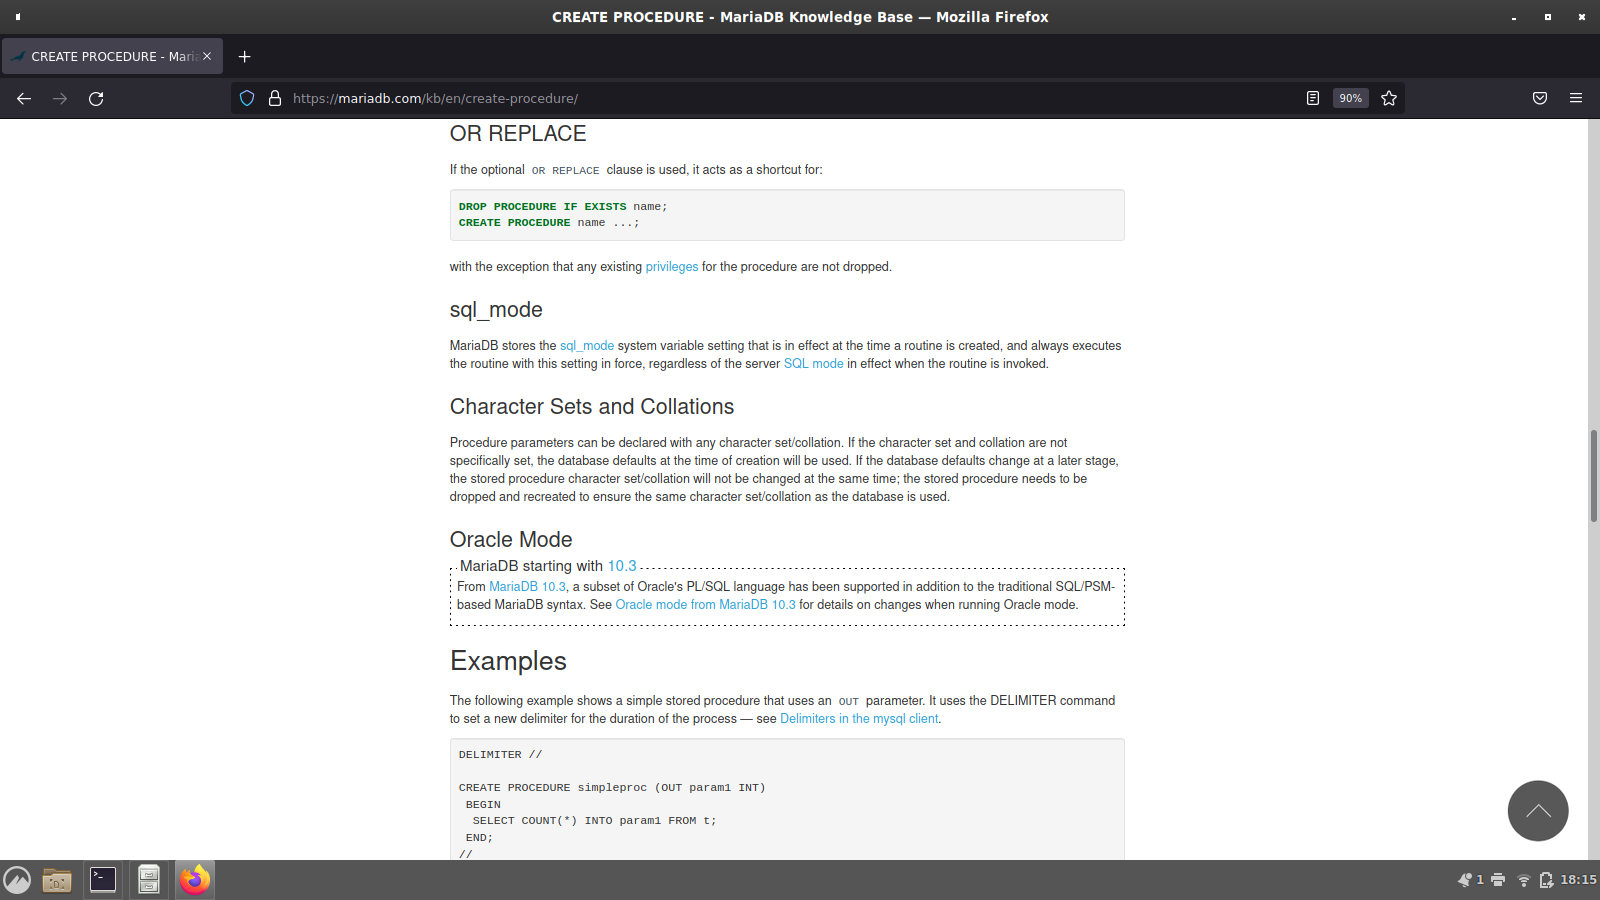 CREATE PROCEDURE - MariaDB Knowledge Base — Mozilla Firefox
CREATE PROCEDURE - Maria
https://mariadb.com/kb/en/create-procedure/
90%
OR REPLACE
If the optional OR REPLACE clause is used, it acts as a shortcut for:
DROP PROCEDURE IF EXISTS name;
CREATE PROCEDURE name ...;
with the exception that any existing privileges for the procedure are not dropped.
sql_mode
MariaDB stores the sql_mode system variable setting that is in effect at the time a routine is created, and always executes
the routine with this setting in force, regardless of the server SQL mode in effect when the routine is invoked.
Character Sets and Collations
Procedure parameters can be declared with any character set/collation. If the character set and collation are not
specifically set, the database defaults at the time of creation will be used. If the database defaults change at a later stage,
the stored procedure character set/collation will not be changed at the same time; the stored procedure needs to be
dropped and recreated to ensure the same character set/collation as the database is used.
Oracle Mode
MariaDB starting with 10.3
From MariaDB 10.3, a subset of Oracle's PL/SQL language has been supported in addition to the traditional SQL/PSM-
based MariaDB syntax. See Oracle mode from MariaDB 10.3 for details on changes when running Oracle mode.
Examples
The following example shows a simple stored procedure that uses an OUT parameter. It uses the DELIMITER command
to set a new delimiter for the duration of the process — see Delimiters in the mysql client.
DELIMITER //
CREATE PROCEDURE simpleproc (OUT param1 INT)
BEGIN
SELECT COUNT(*) INTO param1 FROM t;
END;
//
1
18:15